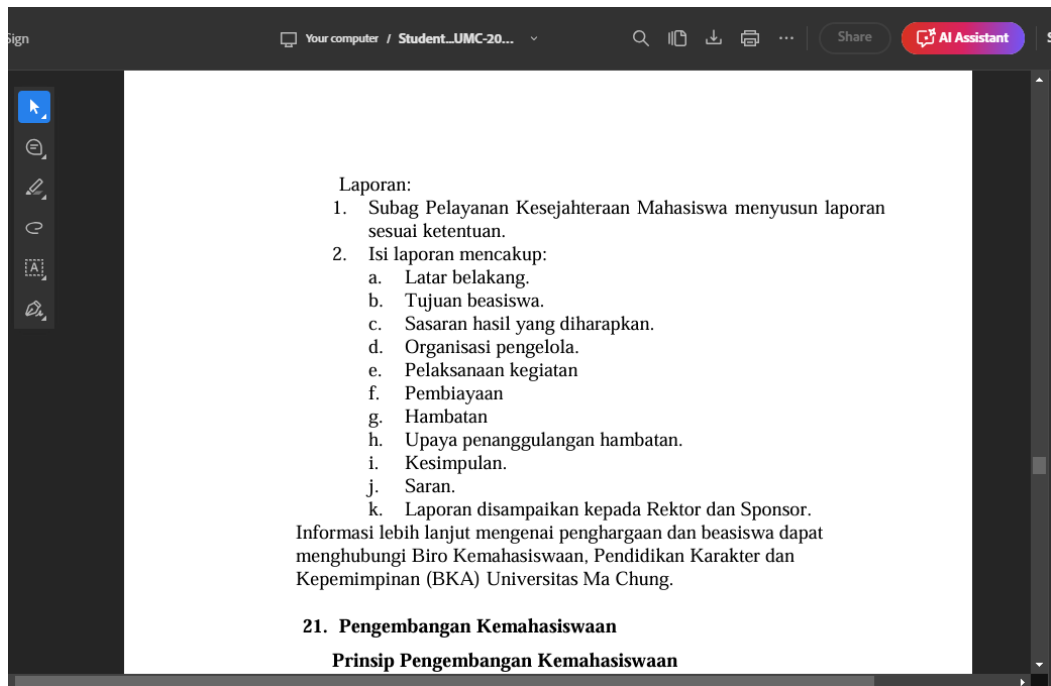 Sign
Your computer / Student...UMC-20...
Share
AI Assistant
Laporan:
1. Subag Pelayanan Kesejahteraan Mahasiswa menyusun laporan
sesuai ketentuan.
2. Isi laporan mencakup:
a. Latar belakang.
b. Tujuan beasiswa.
c. Sasaran hasil yang diharapkan.
d. Organisasi pengelola.
e. Pelaksanaan kegiatan
f. Pembiayaan
g. Hambatan
h. Upaya penanggulangan hambatan.
i. Kesimpulan.
j. Saran.
k. Laporan disampaikan kepada Rektor dan Sponsor.
Informasi lebih lanjut mengenai penghargaan dan beasiswa dapat
menghubungi Biro Kemahasiswaan, Pendidikan Karakter dan
Kepemimpinan (BKA) Universitas Ma Chung.
21. Pengembangan Kemahasiswaan
Prinsip Pengembangan Kemahasiswaan